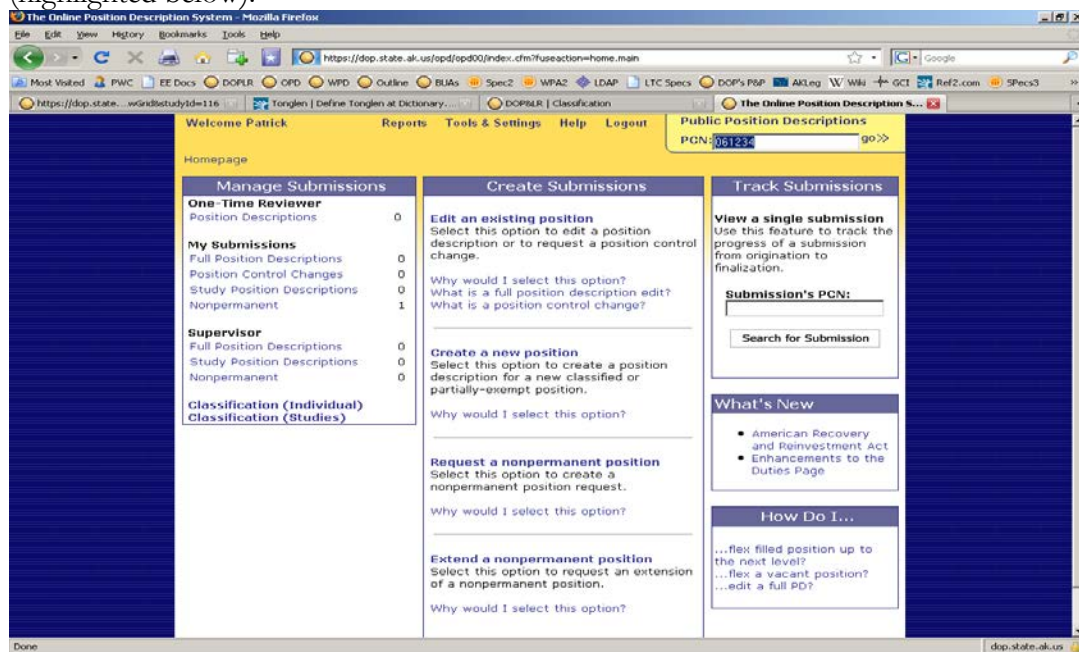 (highlighted below).
The Online Position Description System - Mozilla Firefox
File Edit View History Bookmarks Tools Help
https://dop.state.ak.us/opd/opd00/index.cfm?fuseaction=home.main
Google
Most Visited PWC EE Docs DOPLR OPD WPD Outline BUAs Spec2 WPA2 LDAP LTC Specs DOP's P&P AKLeg Wiki GCI Ref2.com SPecs3 »
https://dop.state....wGrid&studyId=116 Tonglen | Define Tonglen at Dictionary.... DOP&LR | Classification The Online Position Description S...
Welcome Patrick Reports Tools & Settings Help Logout
Public Position Descriptions
PCN: 061234 go>>
Homepage
Manage Submissions
One-Time Reviewer
Position Descriptions 0
My Submissions
Full Position Descriptions 0
Position Control Changes 0
Study Position Descriptions 0
Nonpermanent 1
Supervisor
Full Position Descriptions 0
Study Position Descriptions 0
Nonpermanent 0
Classification (Individual)
Classification (Studies)
Create Submissions
Edit an existing position
Select this option to edit a position
description or to request a position control
change.
Why would I select this option?
What is a full position description edit?
What is a position control change?
Create a new position
Select this option to create a position
description for a new classified or
partially-exempt position.
Why would I select this option?
Request a nonpermanent position
Select this option to create a
nonpermanent position request.
Why would I select this option?
Extend a nonpermanent position
Select this option to request an extension
of a nonpermanent position.
Why would I select this option?
Track Submissions
View a single submission
Use this feature to track the
progress of a submission
from origination to
finalization.
Submission's PCN:
Search for Submission
What's New
• American Recovery
and Reinvestment Act
• Enhancements to the
Duties Page
How Do I...
...flex filled position up to
the next level?
...flex a vacant position?
...edit a full PD?
Done
dop.state.ak.us